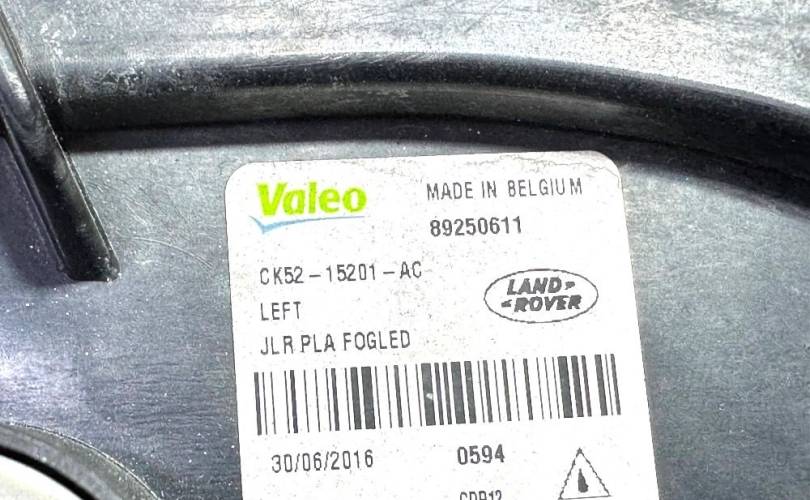 Valeo
MADE IN BELGIUM
89250611
CK52-15201-AC
LEFT
LAND
ROVER
JLR PLA FOGLED
30/06/2016 0594